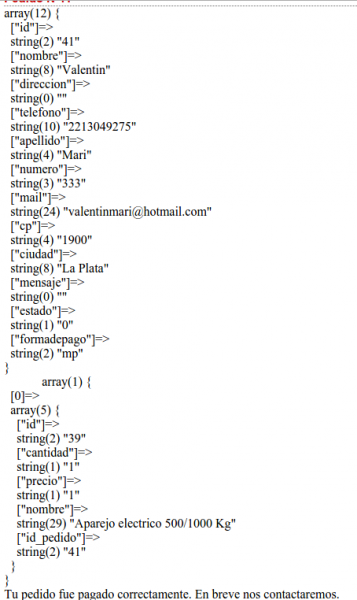 array(12) {
["id"]=>
string(2) "41"
["nombre"]=>
string(8) "Valentin"
["direccion"]=>
string(0) ""
["telefono"]=>
string(10) "2213049275"
["apellido"]=>
string(4) "Mari"
["numero"]=>
string(3) "333"
["mail"]=>
string(24) "valentinmari@hotmail.com"
["cp"]=>
string(4) "1900"
["ciudad"]=>
string(8) "La Plata"
["mensaje"]=>
string(0) ""
["estado"]=>
string(1) "0"
["formadepago"]=>
string(2) "mp"
}
array(1) {
[0]=>
array(5) {
["id"]=>
string(2) "39"
["cantidad"]=>
string(1) "1"
["precio"]=>
string(1) "1"
["nombre"]=>
string(29) "Aparejo electrico 500/1000 Kg"
["id_pedido"]=>
string(2) "41"
}
}
Tu pedido fue pagado correctamente. En breve nos contactaremos.